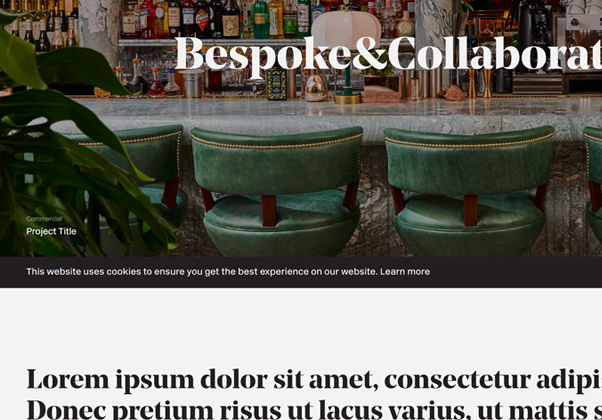 Bespoke&Collaborat
Commercial
Project Title
This website uses cookies to ensure you get the best experience on our website. Learn more
Lorem ipsum dolor sit amet, consectetur adipi
Donec pretium risus ut lacus varius, ut mattis s